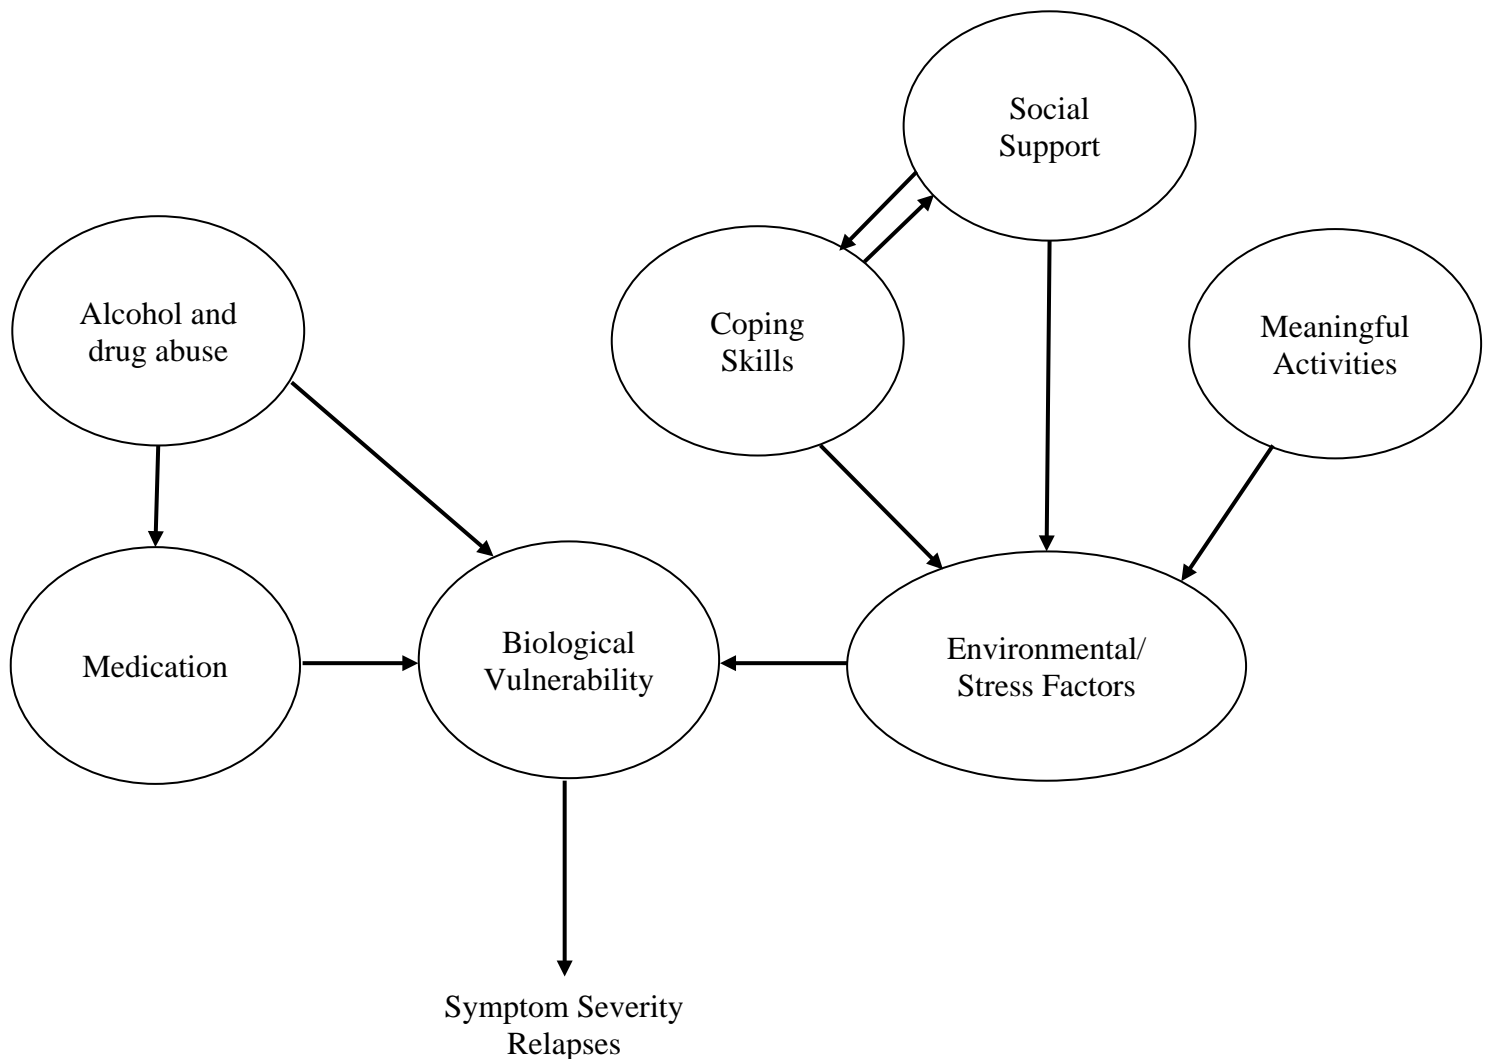 Social
Support
Alcohol and
drug abuse
Coping
Skills
Meaningful
Activities
Medication
Biological
Vulnerability
Environmental/
Stress Factors
Symptom Severity
Relapses